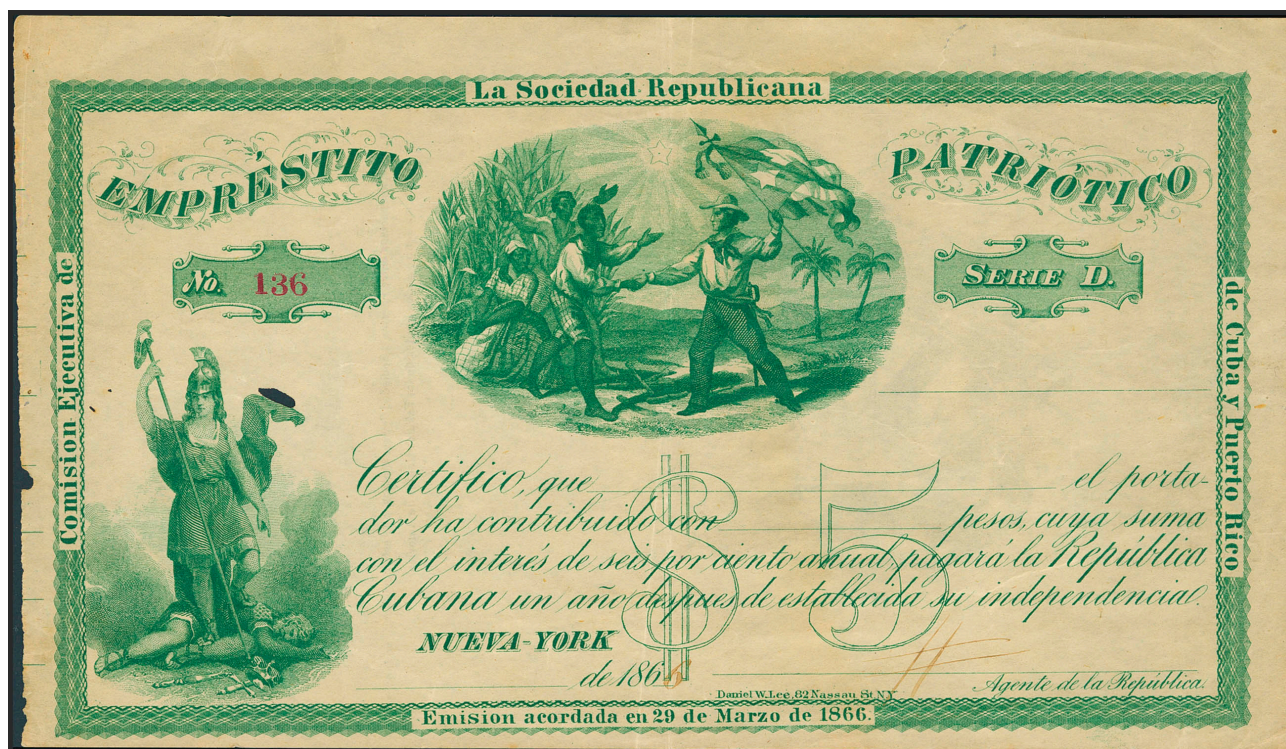 La Sociedad Republicana
EMPRÉSTITO
PATRIÓTICO
No. 136
SERIE D.
Comision Ejecutiva de
de Cuba y Puerto Rico
$5
Certifico, que el porta-
dor ha contribuido con pesos, cuya suma
con el interés de seis por ciento anual, pagará la República
Cubana un año despues de establecida su independencia.
NUEVA-YORK
de 1866
Agente de la República.
Daniel W. Lee, 82 Nassau St. N.Y
Emision acordada en 29 de Marzo de 1866.